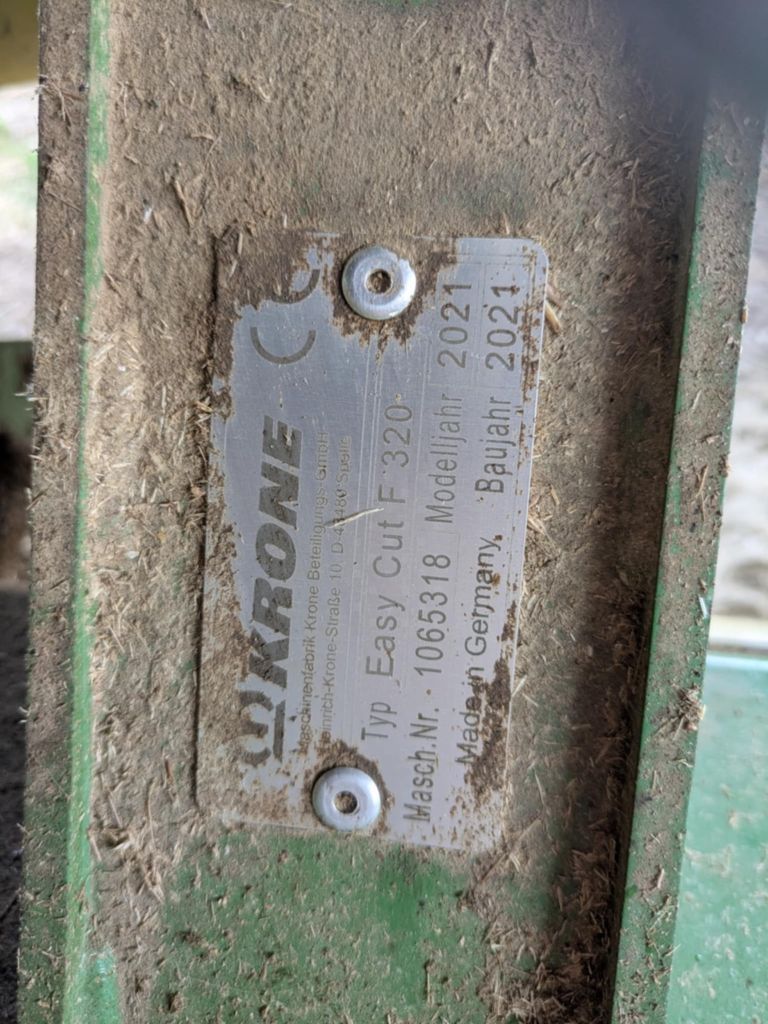 KRONE CE
Maschinenfabrik Krone Beteiligungs-GmbH
Heinrich-Krone-Straße 10, D-48480 Spelle
Typ Easy Cut F 320
Masch.Nr. 1065318 Modelljahr 2021
Made in Germany Baujahr 2021